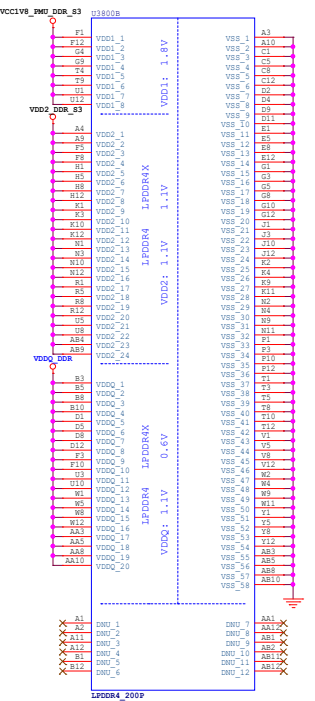 VCC1V8_PMU_DDR_S3
U3800B
F1 VDD1_1
F12 VDD1_2
G4 VDD1_3
G9 VDD1_4
T4 VDD1_5
T9 VDD1_6
U1 VDD1_7
U12 VDD1_8
VDD1: 1.8V
VDD2_DDR_S3
A4 VDD2_1
A9 VDD2_2
F5 VDD2_3
F8 VDD2_4
H1 VDD2_5
H5 VDD2_6
H8 VDD2_7
H12 VDD2_8
K1 VDD2_9
K3 VDD2_10
K10 VDD2_11
K12 VDD2_12
N1 VDD2_13
N3 VDD2_14
N10 VDD2_15
N12 VDD2_16
R1 VDD2_17
R5 VDD2_18
R8 VDD2_19
R12 VDD2_20
U5 VDD2_21
U8 VDD2_22
AB4 VDD2_23
AB9 VDD2_24
LPDDR4 LPDDR4X
VDD2: 1.1V 1.1V
VDDQ_DDR
B3 VDDQ_1
B5 VDDQ_2
B8 VDDQ_3
B10 VDDQ_4
D1 VDDQ_5
D5 VDDQ_6
D8 VDDQ_7
D12 VDDQ_8
F3 VDDQ_9
F10 VDDQ_10
U3 VDDQ_11
U10 VDDQ_12
W1 VDDQ_13
W5 VDDQ_14
W8 VDDQ_15
W12 VDDQ_16
AA3 VDDQ_17
AA5 VDDQ_18
AA8 VDDQ_19
AA10 VDDQ_20
LPDDR4 LPDDR4X
VDDQ: 1.1V 0.6V
A1 DNU_1
A2 DNU_2
A11 DNU_3
A12 DNU_4
B1 DNU_5
B12 DNU_6
VSS_1 A3
VSS_2 A10
VSS_3 C1
VSS_4 C5
VSS_5 C8
VSS_6 C12
VSS_7 D2
VSS_8 D4
VSS_9 D9
VSS_10 D11
VSS_11 E1
VSS_12 E5
VSS_13 E8
VSS_14 E12
VSS_15 G1
VSS_16 G3
VSS_17 G5
VSS_18 G8
VSS_19 G10
VSS_20 G12
VSS_21 J1
VSS_22 J3
VSS_23 J10
VSS_24 J12
VSS_25 K2
VSS_26 K4
VSS_27 K9
VSS_28 K11
VSS_29 N2
VSS_30 N4
VSS_31 N9
VSS_32 N11
VSS_33 P1
VSS_34 P3
VSS_35 P10
VSS_36 P12
VSS_37 T1
VSS_38 T3
VSS_39 T5
VSS_40 T8
VSS_41 T10
VSS_42 T12
VSS_43 V1
VSS_44 V5
VSS_45 V8
VSS_46 V12
VSS_47 W2
VSS_48 W4
VSS_49 W9
VSS_50 W11
VSS_51 Y1
VSS_52 Y5
VSS_53 Y8
VSS_54 Y12
VSS_55 AB3
VSS_56 AB5
VSS_57 AB8
VSS_58 AB10
DNU_7 AA1
DNU_8 AA12
DNU_9 AB1
DNU_10 AB2
DNU_11 AB11
DNU_12 AB12
LPDDR4_200P